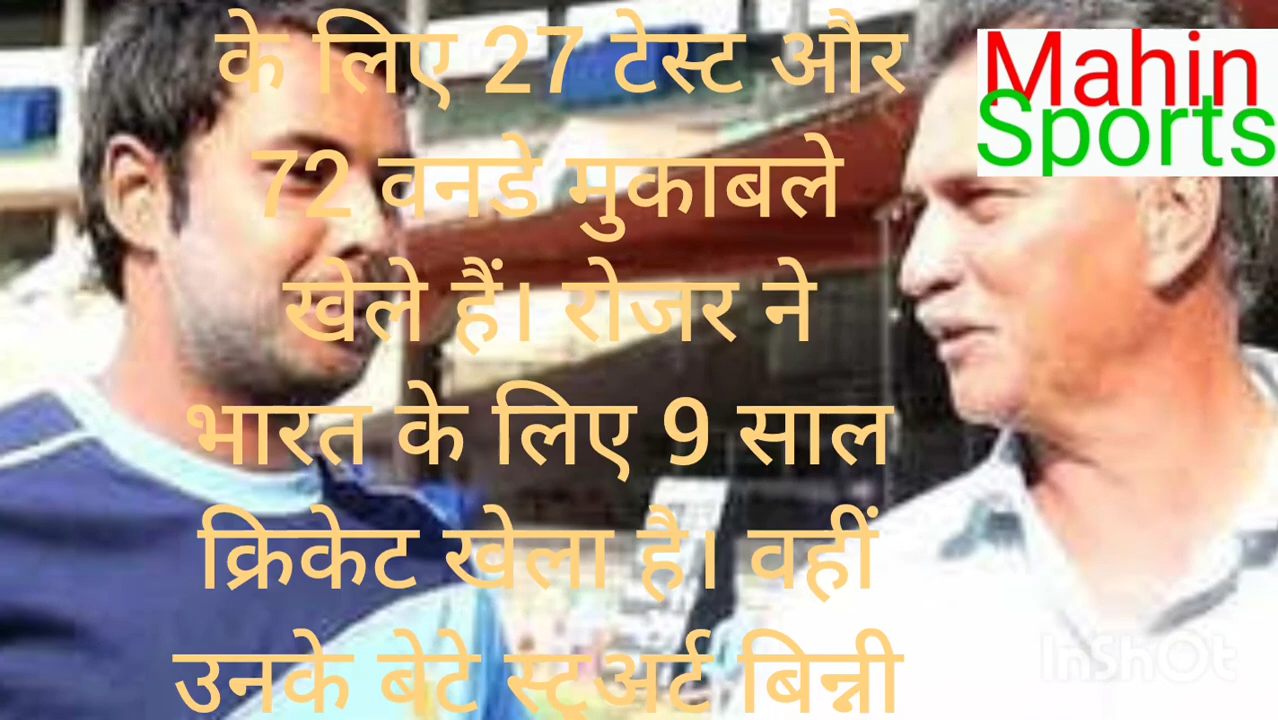 के लिए 27 टेस्ट और
72 वनडे मुकाबले
खेले हैं। रोजर ने
भारत के लिए 9 साल
क्रिकेट खेला है। वहीं
उनके बेटे स्टुअर्ट बिन्नी
Mahin
Sports
InShOt